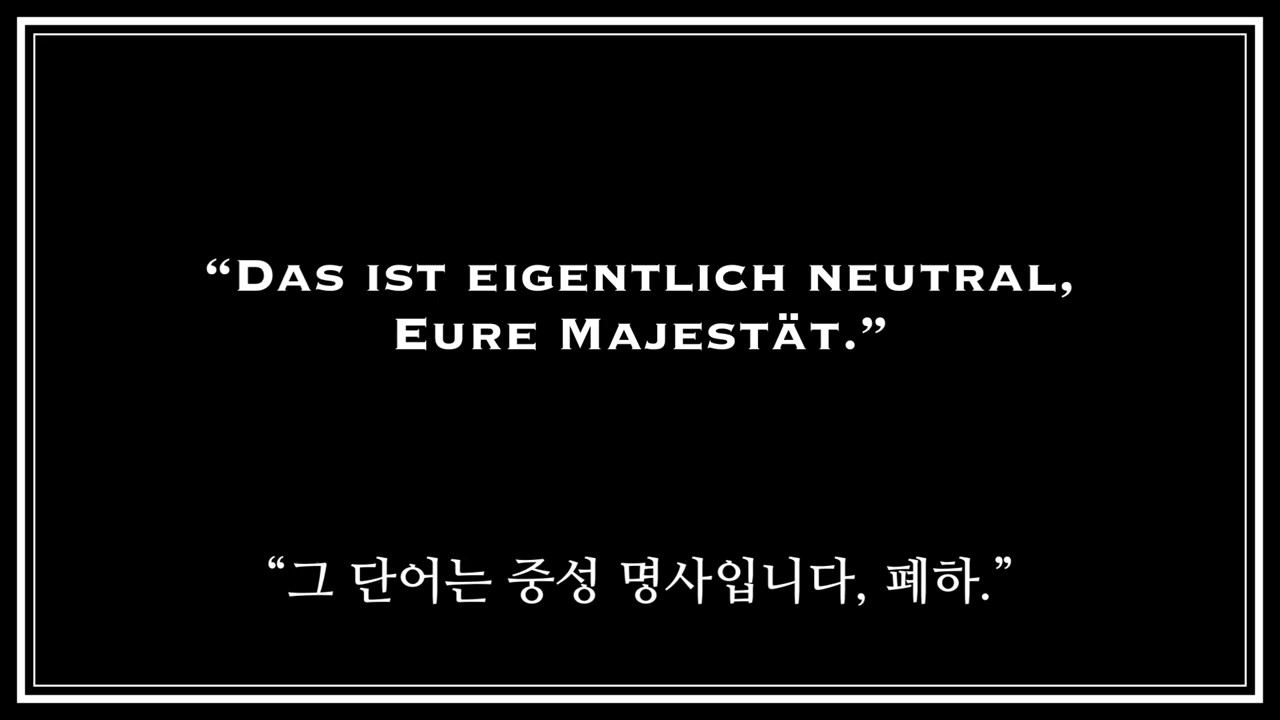 “Das ist eigentlich neutral,
Eure Majestät.”
“그 단어는 중성 명사입니다, 폐하.”